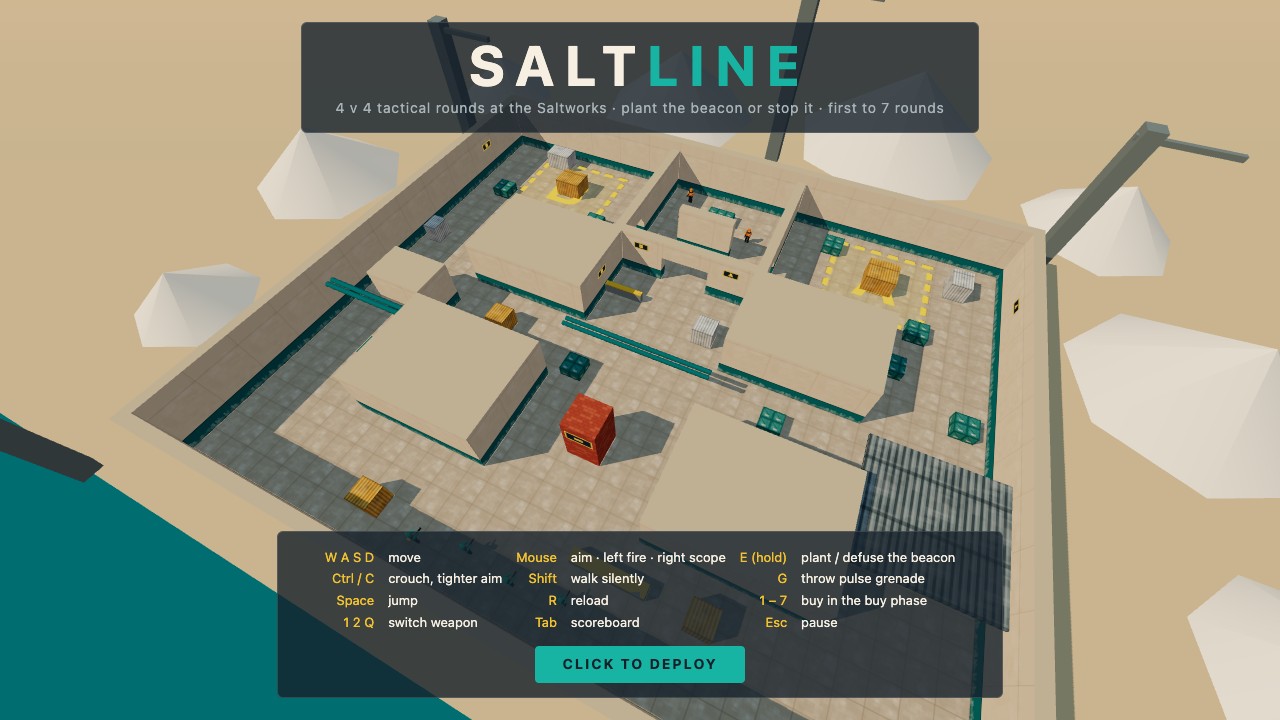 SALTLINE
4 v 4 tactical rounds at the Saltworks · plant the beacon or stop it · first to 7 rounds
W A S D move Mouse aim · left fire · right scope E (hold) plant / defuse the beacon
Ctrl / C crouch, tighter aim Shift walk silently G throw pulse grenade
Space jump R reload 1 – 7 buy in the buy phase
1 2 Q switch weapon Tab scoreboard Esc pause
CLICK TO DEPLOY